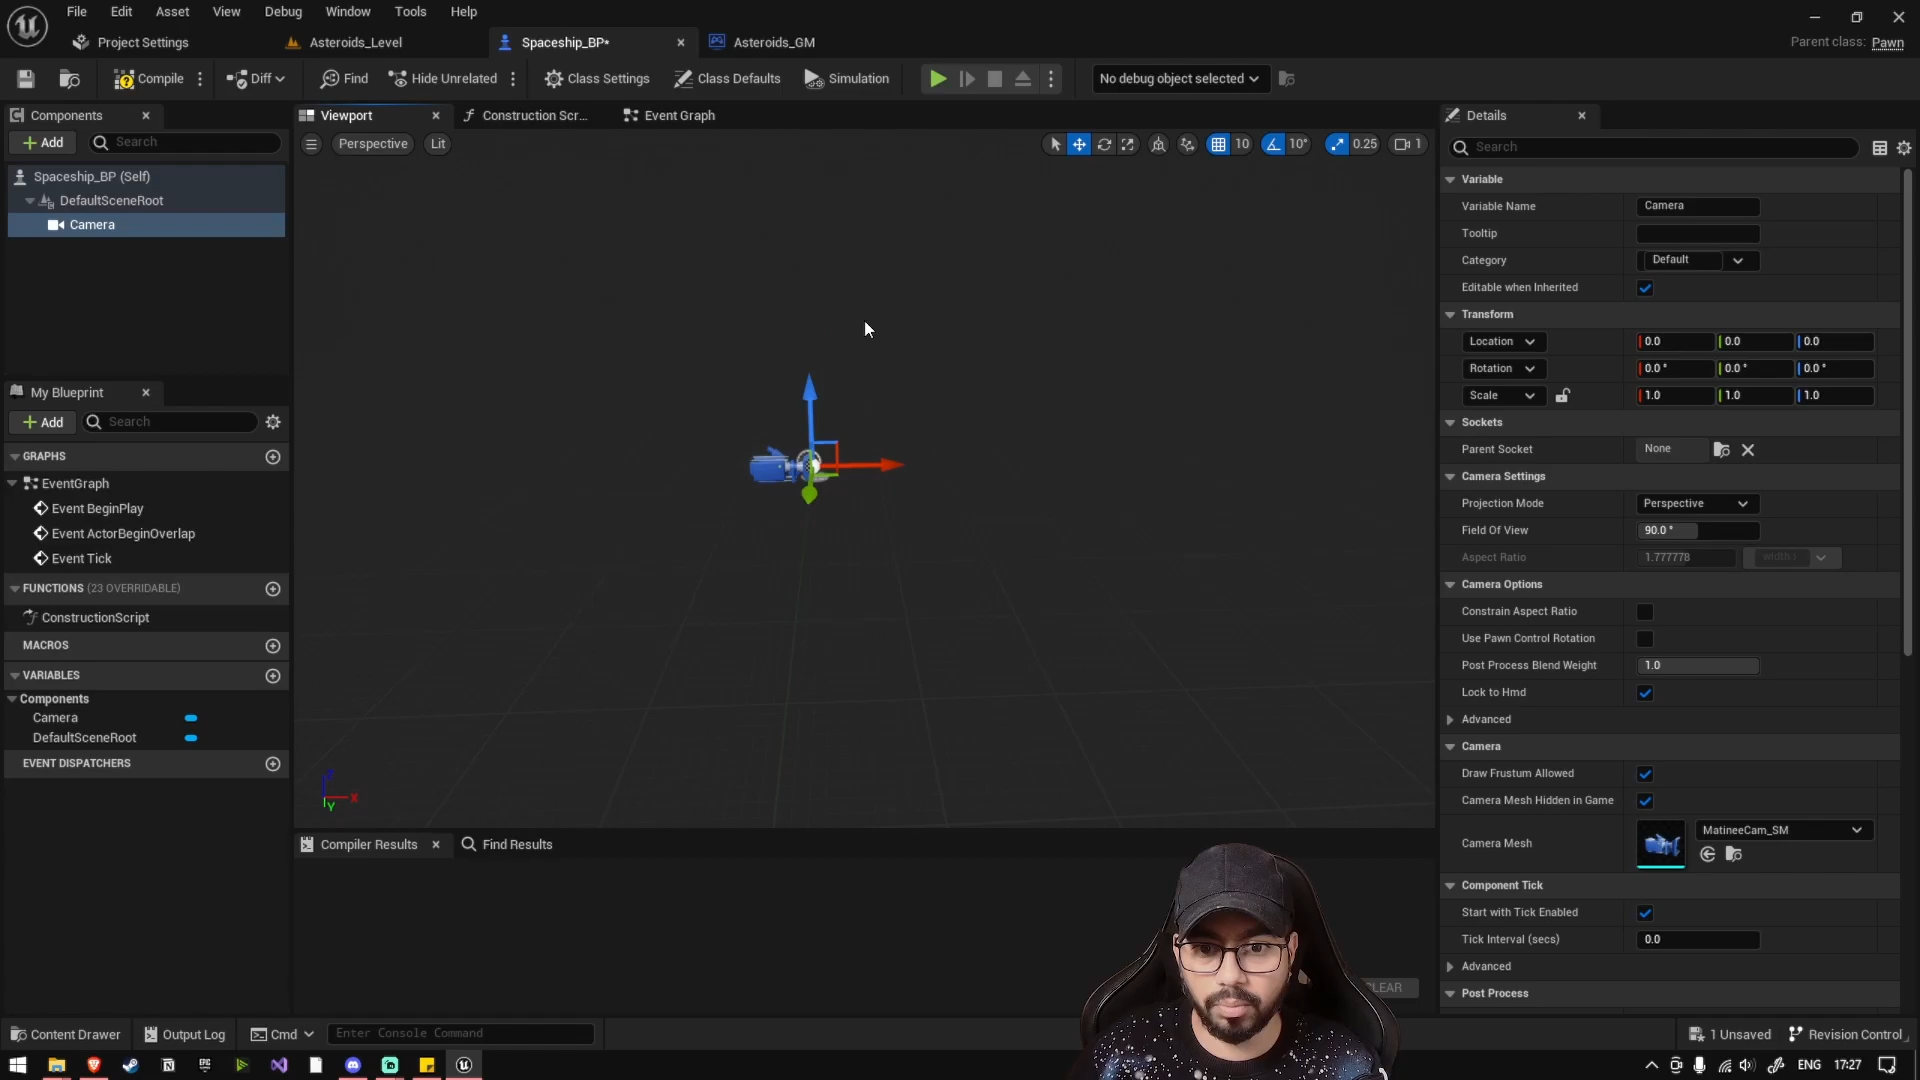 File Edit Asset View Debug Window Tools Help
Project Settings Asteroids_Level Spaceship_BP* Asteroids_GM Parent class: Pawn
Compile Diff Find Hide Unrelated Class Settings Class Defaults Simulation No debug object selected
Components
Add Search
Spaceship_BP (Self)
DefaultSceneRoot
Camera
My Blueprint
Add Search
GRAPHS
EventGraph
Event BeginPlay
Event ActorBeginOverlap
Event Tick
FUNCTIONS (23 OVERRIDABLE)
ConstructionScript
MACROS
VARIABLES
Components
Camera
DefaultSceneRoot
EVENT DISPATCHERS
Viewport Construction Scr... Event Graph
Perspective Lit 10 10° 0.25 1
Z
X
Y
Compiler Results Find Results
CLEAR
Details
Search
Variable
Variable Name Camera
Tooltip
Category Default
Editable when Inherited
Transform
Location 0.0 0.0 0.0
Rotation 0.0 ° 0.0 ° 0.0 °
Scale 1.0 1.0 1.0
Sockets
Parent Socket None
Camera Settings
Projection Mode Perspective
Field Of View 90.0 °
Aspect Ratio 1.777778
Camera Options
Constrain Aspect Ratio
Use Pawn Control Rotation
Post Process Blend Weight 1.0
Lock to Hmd
Advanced
Camera
Draw Frustum Allowed
Camera Mesh Hidden in Game
Camera Mesh MatineeCam_SM
Component Tick
Start with Tick Enabled
Tick Interval (secs) 0.0
Advanced
Post Process
Content Drawer Output Log Cmd Enter Console Command 1 Unsaved Revision Control
ENG 17:27